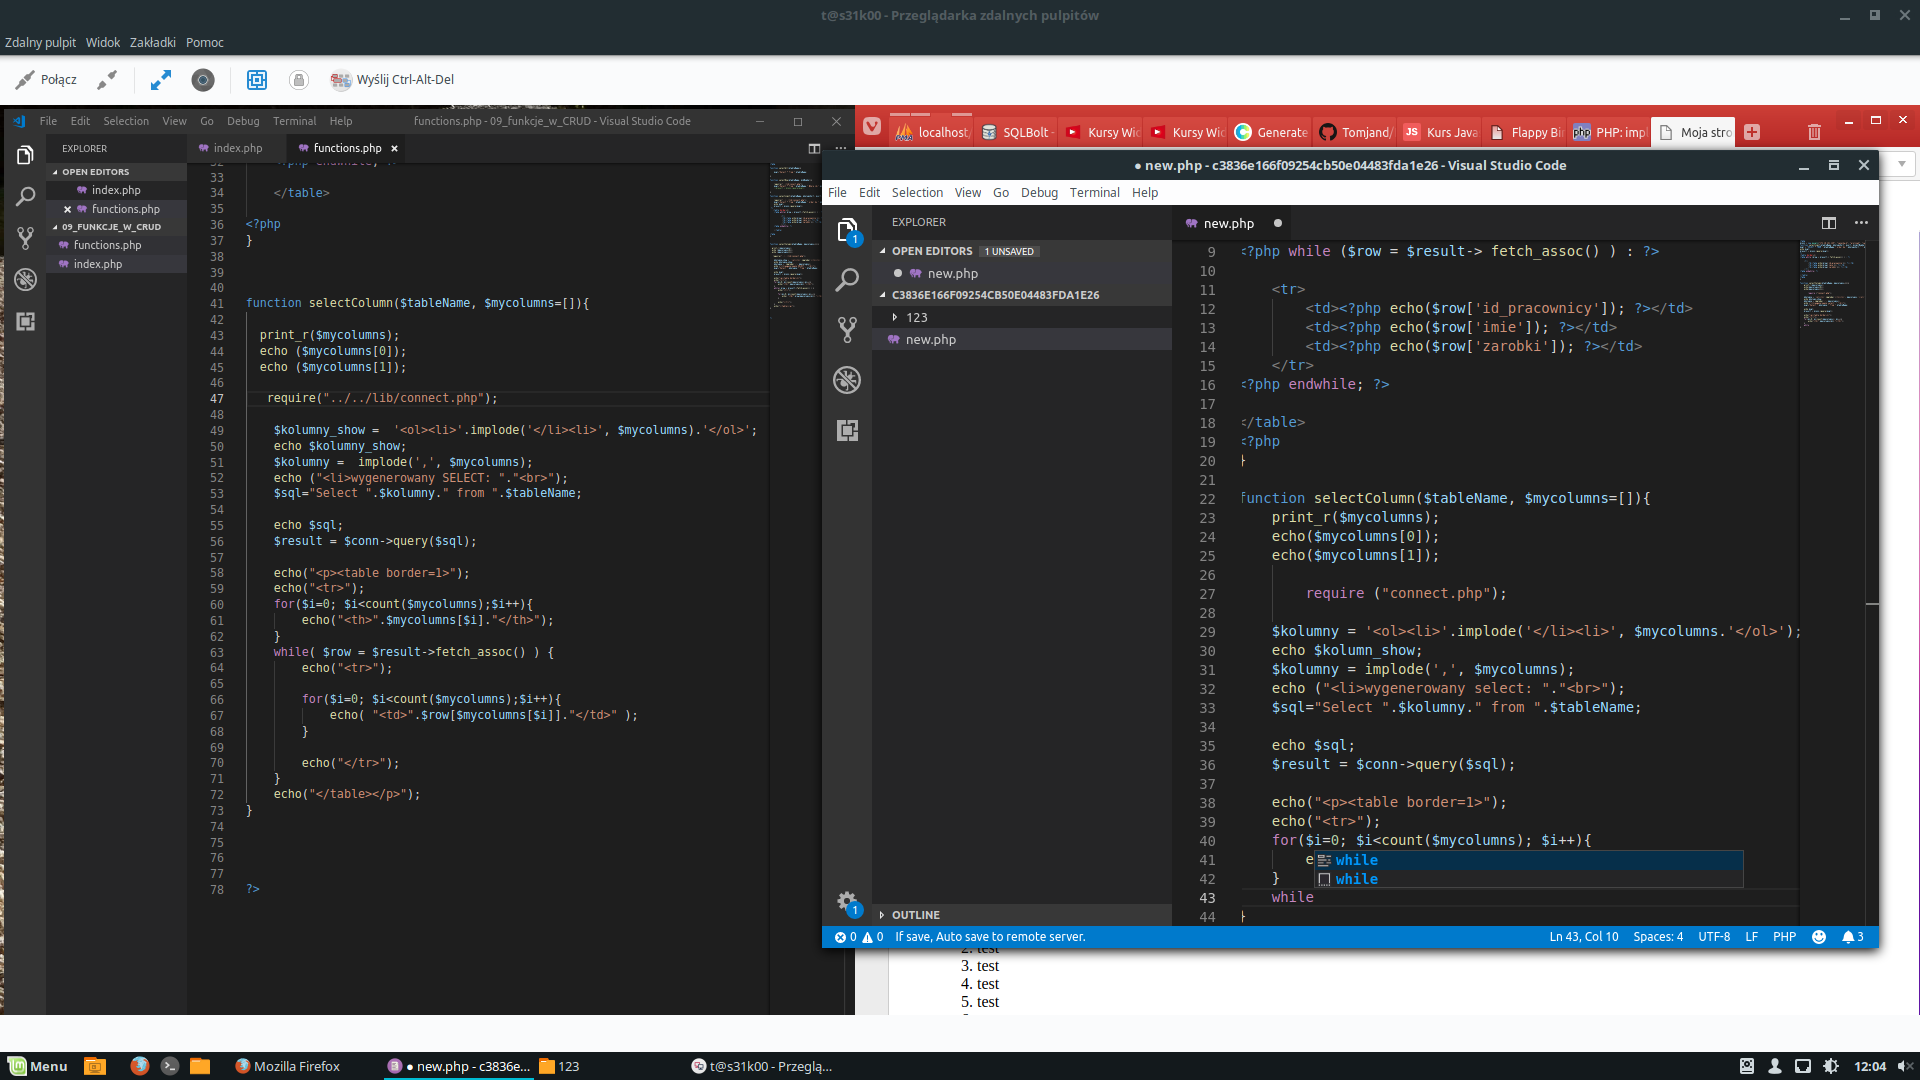 t@s31k00 - Przeglądarka zdalnych pulpitów
Zdalny pulpit Widok Zakładki Pomoc
Połącz Wyślij Ctrl-Alt-Del
File Edit Selection View Go Debug Terminal Help functions.php - 09_funkcje_w_CRUD - Visual Studio Code
EXPLORER
OPEN EDITORS
index.php
functions.php
09_FUNKCJE_W_CRUD
functions.php
index.php
index.php functions.php
33
34 </table>
35
36 <?php
37 }
38
39
40
41 function selectColumn($tableName, $mycolumns=[]){
42
43 print_r($mycolumns);
44 echo ($mycolumns[0]);
45 echo ($mycolumns[1]);
46
47 require("../../lib/connect.php");
48
49 $kolumny_show = '<ol><li>'.implode('</li><li>', $mycolumns).'</ol>';
50 echo $kolumny_show;
51 $kolumny = implode(',', $mycolumns);
52 echo ("<li>wygenerowany SELECT: "."<br>");
53 $sql="Select ".$kolumny." from ".$tableName;
54
55 echo $sql;
56 $result = $conn->query($sql);
57
58 echo("<p><table border=1>");
59 echo("<tr>");
60 for($i=0; $i<count($mycolumns);$i++){
61 echo("<th>".$mycolumns[$i]."</th>");
62 }
63 while( $row = $result->fetch_assoc() ) {
64 echo("<tr>");
65
66 for($i=0; $i<count($mycolumns);$i++){
67 echo( "<td>".$row[$mycolumns[$i]]."</td>" );
68 }
69
70 echo("</tr>");
71 }
72 echo("</table></p>");
73 }
74
75
76
77
78 ?>
localhost SQLBolt - Kursy Wi Kursy Wi Generate Tomjand/ Kurs Java Flappy Bi PHP: imp Moja stro
● new.php - c3836e166f09254cb50e04483fda1e26 - Visual Studio Code
File Edit Selection View Go Debug Terminal Help
EXPLORER
1
OPEN EDITORS 1 UNSAVED
new.php
C3836E166F09254CB50E04483FDA1E26
123
new.php
OUTLINE
1
new.php
9 <?php while ($row = $result-> fetch_assoc() ) : ?>
10
11 <tr>
12 <td><?php echo($row['id_pracownicy']); ?></td>
13 <td><?php echo($row['imie']); ?></td>
14 <td><?php echo($row['zarobki']); ?></td>
15 </tr>
16 <?php endwhile; ?>
17
18 </table>
19 <?php
20 }
21
22 function selectColumn($tableName, $mycolumns=[]){
23 print_r($mycolumns);
24 echo($mycolumns[0]);
25 echo($mycolumns[1]);
26
27 require ("connect.php");
28
29 $kolumny = '<ol><li>'.implode('</li><li>', $mycolumns.'</ol>');
30 echo $kolumn_show;
31 $kolumny = implode(',', $mycolumns);
32 echo ("<li>wygenerowany select: "."<br>");
33 $sql="Select ".$kolumny." from ".$tableName;
34
35 echo $sql;
36 $result = $conn->query($sql);
37
38 echo("<p><table border=1>");
39 echo("<tr>");
40 for($i=0; $i<count($mycolumns); $i++){
41 e
while
while
42 }
43 while
44 }
0 0 If save, Auto save to remote server. Ln 43, Col 10 Spaces: 4 UTF-8 LF PHP 3
2. test
3. test
4. test
5. test
Menu Mozilla Firefox ● new.php - c3836e... 123 t@s31k00 - Przeglą... 12:04